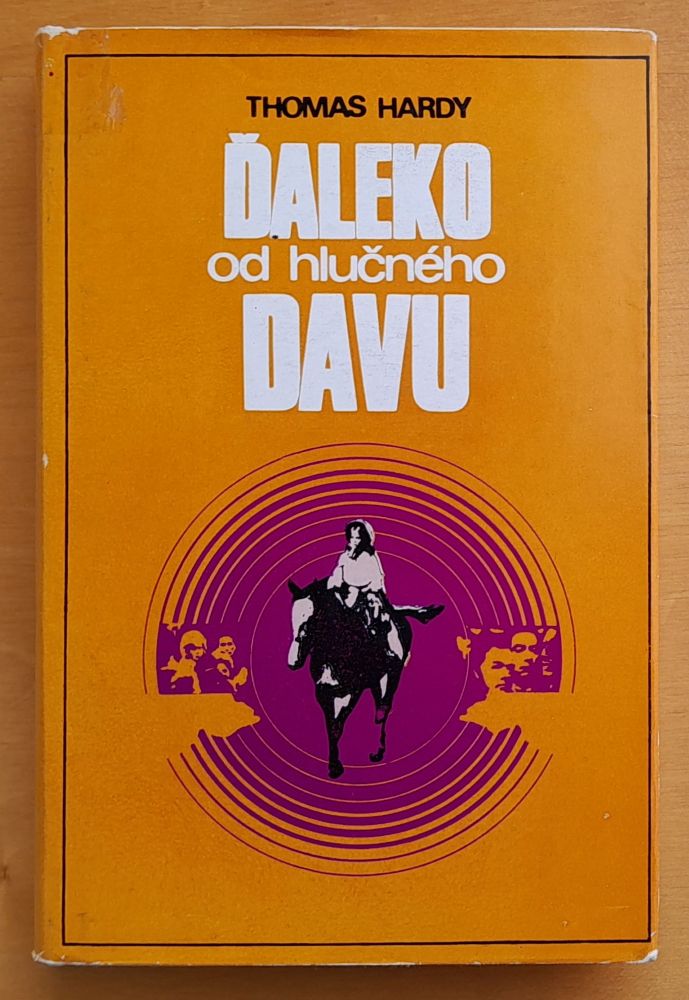 THOMAS HARDY
ĎALEKO
od hlučného
DAVU